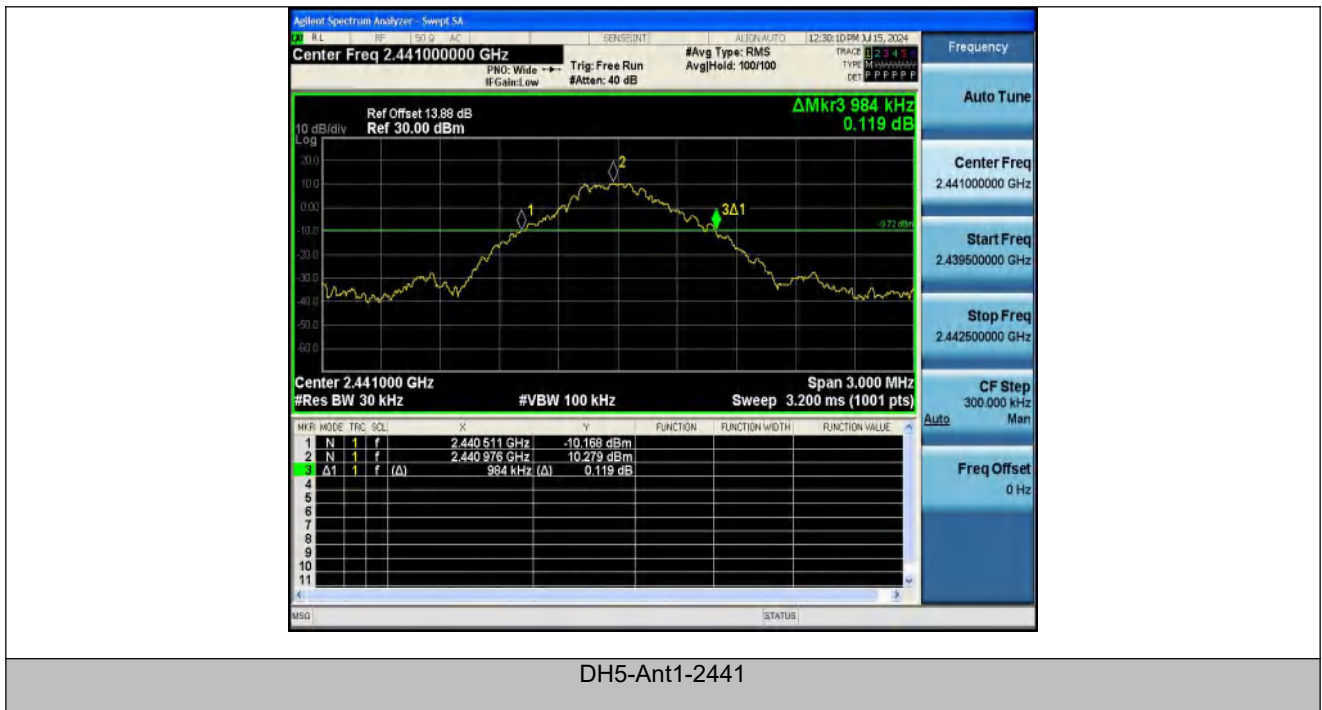 Agilent Spectrum Analyzer - Swept SA
RL RF 50 Ω AC SENSE:INT ALIGNAUTO 12:30:10 PM Jul 15, 2024
Center Freq 2.441000000 GHz
PNO: Wide
IFGain:Low
Trig: Free Run
#Atten: 40 dB
#Avg Type: RMS
Avg|Hold: 100/100
TRACE 1 2 3 4 5 6
TYPE M WWWWW
DET P P P P P P
Frequency
Auto Tune
Center Freq
2.441000000 GHz
Start Freq
2.439500000 GHz
Stop Freq
2.442500000 GHz
CF Step
300.000 kHz
Auto Man
Freq Offset
0 Hz
ΔMkr3 984 kHz
0.119 dB
Ref Offset 13.88 dB
10 dB/div Ref 30.00 dBm
Log
20.0
10.0
0.00
-10.0
-20.0
-30.0
-40.0
-50.0
-60.0
1
2
3Δ1
-9.72 dBm
Center 2.441000 GHz Span 3.000 MHz
#Res BW 30 kHz #VBW 100 kHz Sweep 3.200 ms (1001 pts)
MKR MODE TRC SCL X Y FUNCTION FUNCTION WIDTH FUNCTION VALUE
1 N 1 f 2.440 511 GHz -10.168 dBm
2 N 1 f 2.440 976 GHz 10.279 dBm
3 Δ1 1 f (Δ) 984 kHz (Δ) 0.119 dB
4
5
6
7
8
9
10
11
MSG STATUS
DH5-Ant1-2441